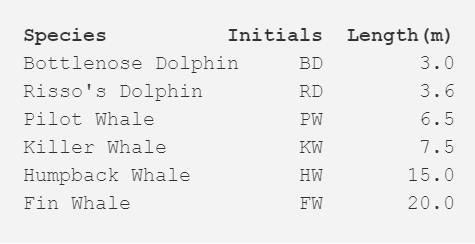 Species Initials Length(m)
Bottlenose Dolphin BD 3.0
Risso's Dolphin RD 3.6
Pilot Whale PW 6.5
Killer Whale KW 7.5
Humpback Whale HW 15.0
Fin Whale FW 20.0